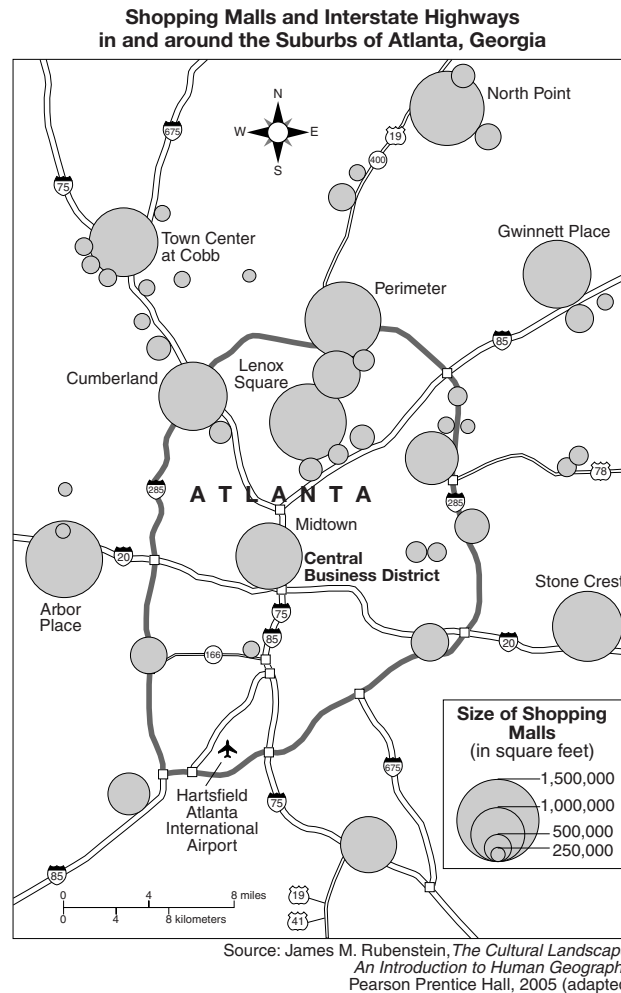 Shopping Malls and Interstate Highways
in and around the Suburbs of Atlanta, Georgia
N
W E
S
North Point
675
19
400
75
Town Center
at Cobb
Gwinnett Place
Perimeter
85
Lenox
Square
Cumberland
78
285
ATLANTA
285
Midtown
20
Central
Business District
Arbor
Place
Stone Crest
75
85
20
166
Size of Shopping
Malls
(in square feet)
1,500,000
1,000,000
500,000
250,000
675
Hartsfield
Atlanta
International
Airport
75
85
0 4 8 miles
0 4 8 kilometers
19
41
Source: James M. Rubenstein, The Cultural Landscap
An Introduction to Human Geograph
Pearson Prentice Hall, 2005 (adapted